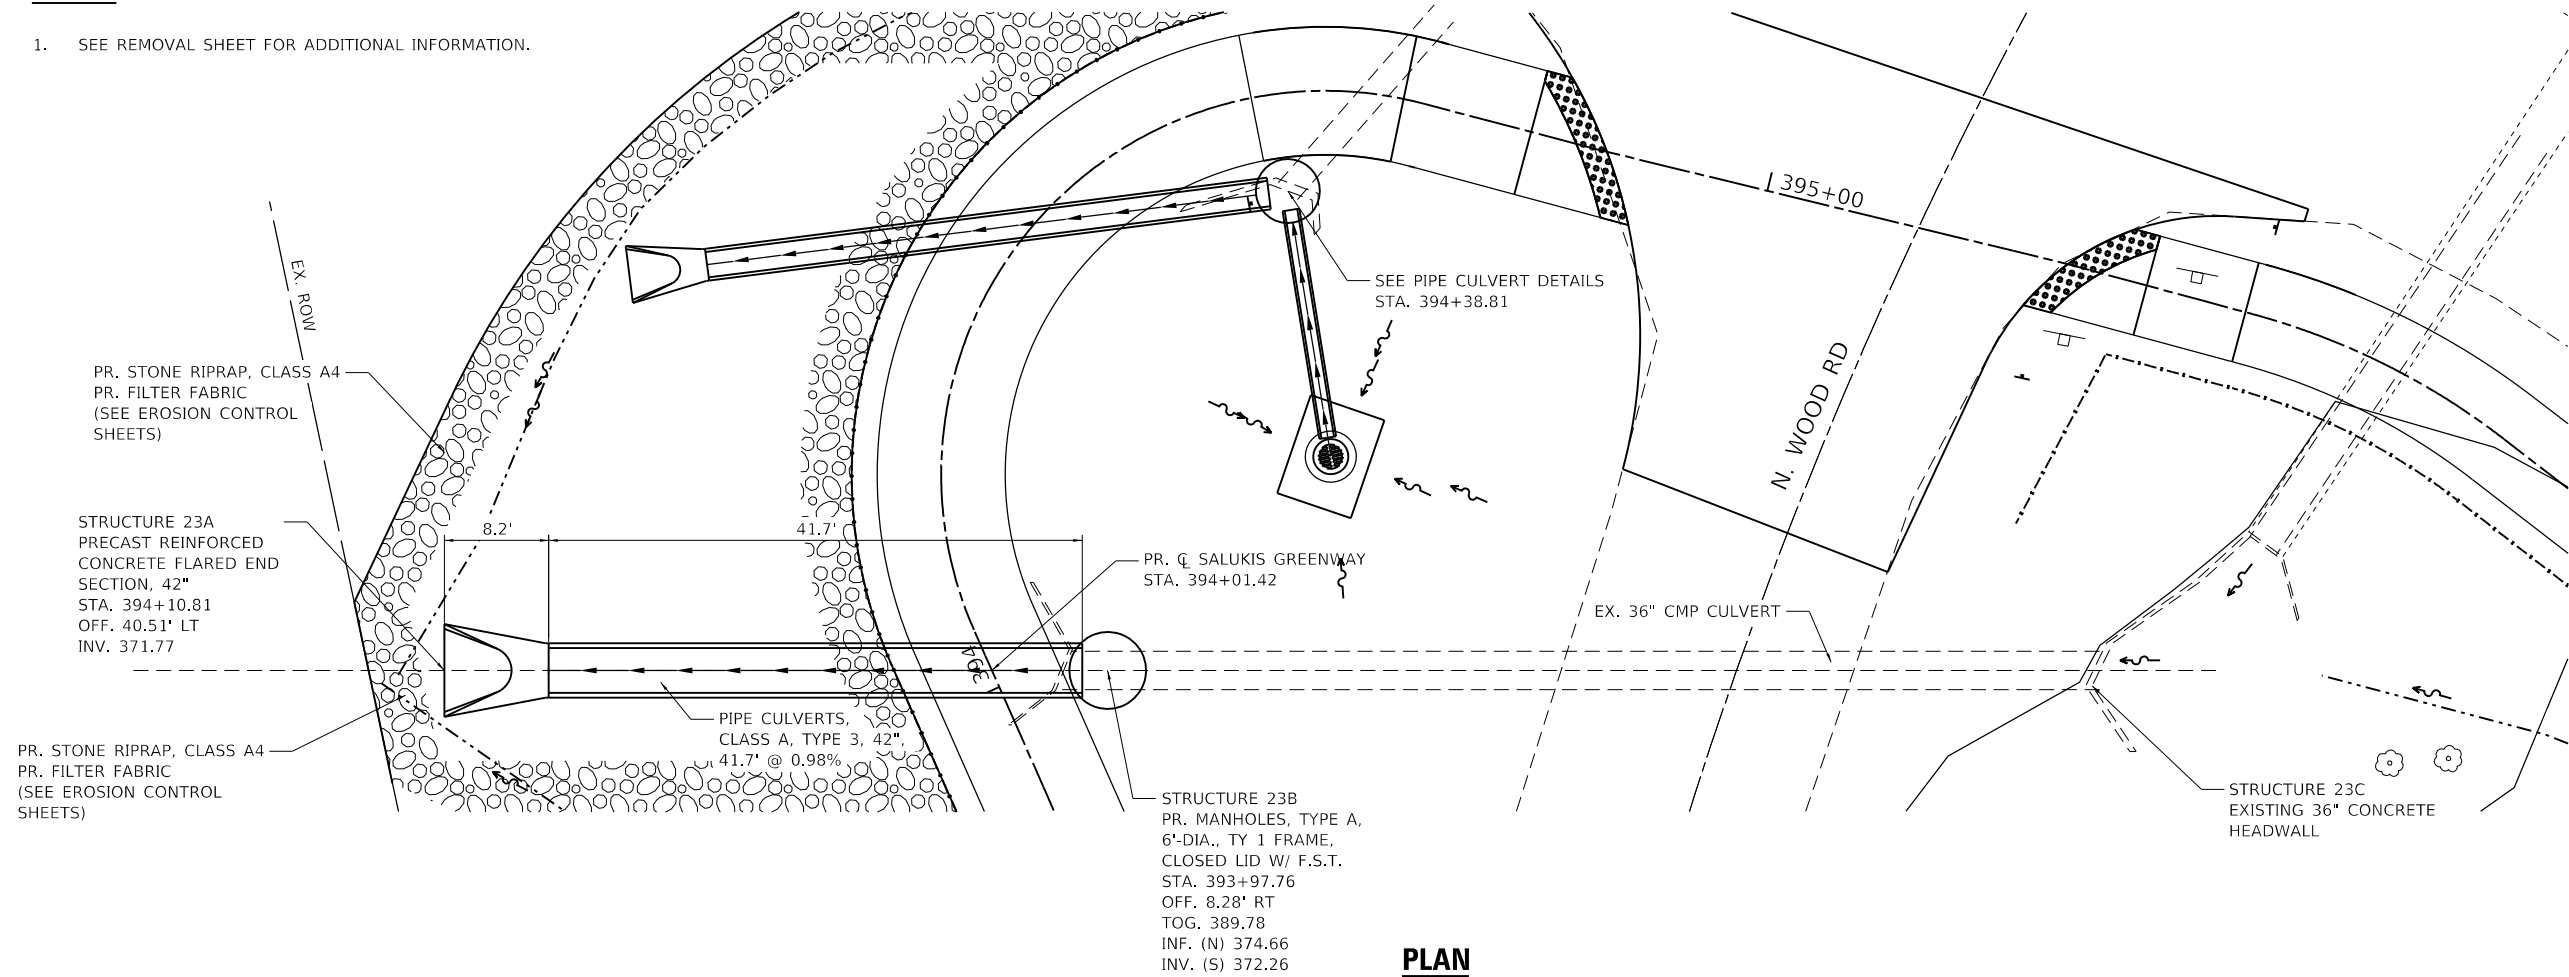 1. SEE REMOVAL SHEET FOR ADDITIONAL INFORMATION.
395+00
EX. ROW
SEE PIPE CULVERT DETAILS
STA. 394+38.81
N. WOOD RD
PR. STONE RIPRAP, CLASS A4
PR. FILTER FABRIC
(SEE EROSION CONTROL
SHEETS)
STRUCTURE 23A
PRECAST REINFORCED
CONCRETE FLARED END
SECTION, 42"
STA. 394+10.81
OFF. 40.51' LT
INV. 371.77
8.2'
41.7'
PR. ℄ SALUKIS GREENWAY
STA. 394+01.42
EX. 36" CMP CULVERT
394
PIPE CULVERTS,
CLASS A, TYPE 3, 42",
41.7' @ 0.98%
PR. STONE RIPRAP, CLASS A4
PR. FILTER FABRIC
(SEE EROSION CONTROL
SHEETS)
STRUCTURE 23B
PR. MANHOLES, TYPE A,
6'-DIA., TY 1 FRAME,
CLOSED LID W/ F.S.T.
STA. 393+97.76
OFF. 8.28' RT
TOG. 389.78
INF. (N) 374.66
INV. (S) 372.26
STRUCTURE 23C
EXISTING 36" CONCRETE
HEADWALL
PLAN